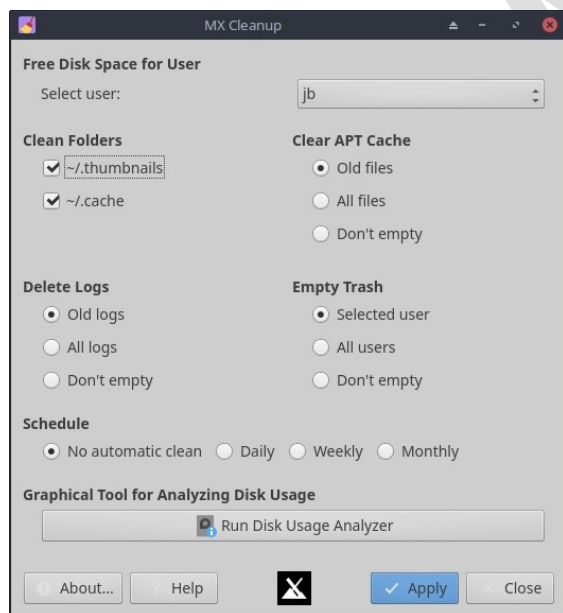 MX Cleanup
Free Disk Space for User
Select user: jb
Clean Folders
~/.thumbnails
~/.cache
Clear APT Cache
Old files
All files
Don't empty
Delete Logs
Old logs
All logs
Don't empty
Empty Trash
Selected user
All users
Don't empty
Schedule
No automatic clean Daily Weekly Monthly
Graphical Tool for Analyzing Disk Usage
Run Disk Usage Analyzer
About... Help Apply Close